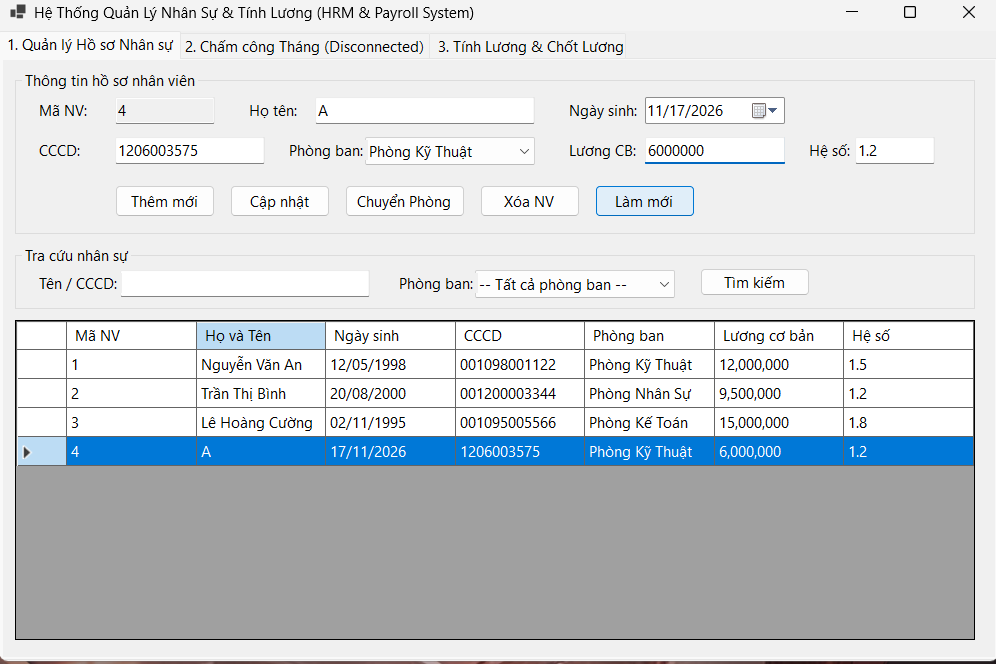 Hệ Thống Quản Lý Nhân Sự & Tính Lương (HRM & Payroll System)
1. Quản lý Hồ sơ Nhân sự 2. Chấm công Tháng (Disconnected) 3. Tính Lương & Chốt Lương
Thông tin hồ sơ nhân viên
Mã NV: 4 Họ tên: A Ngày sinh: 11/17/2026
CCCD: 1206003575 Phòng ban: Phòng Kỹ Thuật Lương CB: 6000000 Hệ số: 1.2
Thêm mới Cập nhật Chuyển Phòng Xóa NV Làm mới
Tra cứu nhân sự
Tên / CCCD: Phòng ban: -- Tất cả phòng ban -- Tìm kiếm
Mã NV Họ và Tên Ngày sinh CCCD Phòng ban Lương cơ bản Hệ số
1 Nguyễn Văn An 12/05/1998 001098001122 Phòng Kỹ Thuật 12,000,000 1.5
2 Trần Thị Bình 20/08/2000 001200003344 Phòng Nhân Sự 9,500,000 1.2
3 Lê Hoàng Cường 02/11/1995 001095005566 Phòng Kế Toán 15,000,000 1.8
4 A 17/11/2026 1206003575 Phòng Kỹ Thuật 6,000,000 1.2